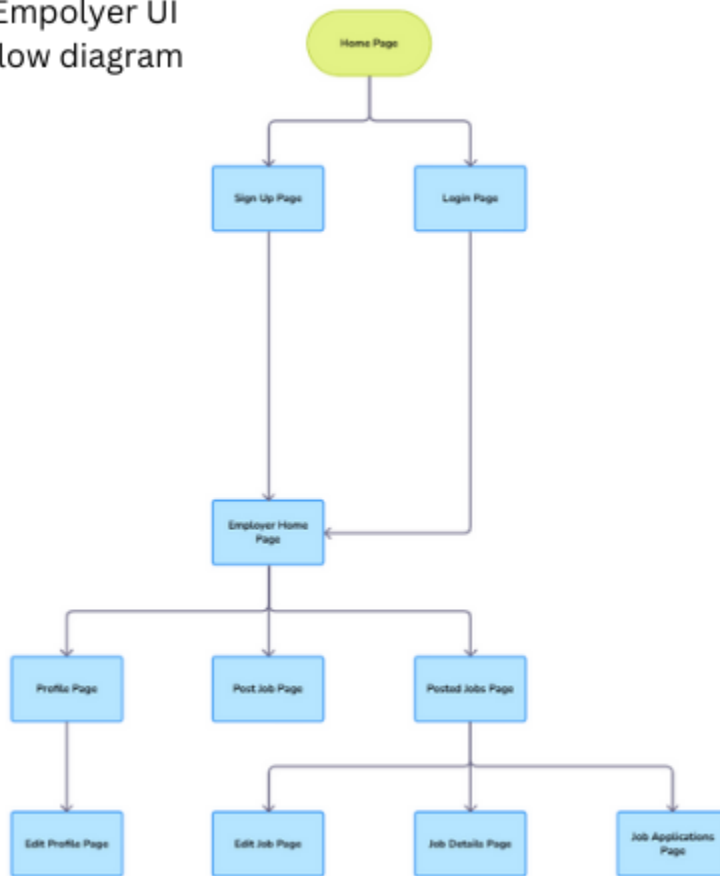 Empolyer UI
low diagram
Home Page
Sign Up Page
Login Page
Employer Home
Page
Profile Page
Post Job Page
Posted Jobs Page
Edit Profile Page
Edit Job Page
Job Details Page
Job Applications
Page